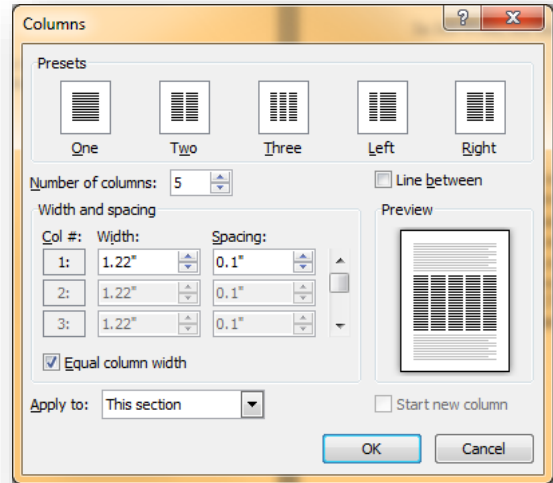 Columns
Presets
One Two Three Left Right
Number of columns: 5
Line between
Width and spacing
Preview
Col #: Width: Spacing:
1: 1.22" 0.1"
2: 1.22" 0.1"
3: 1.22" 0.1"
Equal column width
Apply to: This section
Start new column
OK Cancel